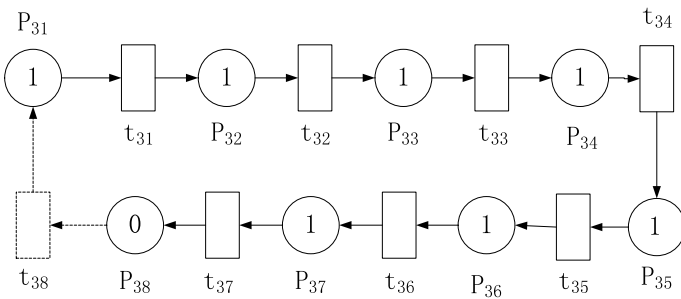 P₃₁
t₃₄
1 1 1 1
t₃₁ P₃₂ t₃₂ P₃₃ t₃₃ P₃₄
0 1 1 1
t₃₈ P₃₈ t₃₇ P₃₇ t₃₆ P₃₆ t₃₅ P₃₅